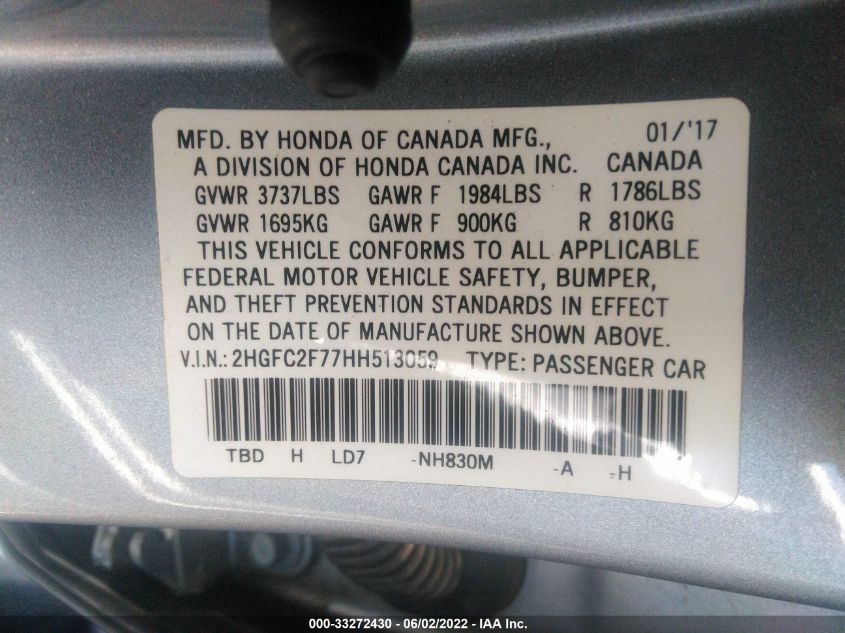 MFD. BY HONDA OF CANADA MFG., 01/'17
A DIVISION OF HONDA CANADA INC. CANADA
GVWR 3737LBS GAWR F 1984LBS R 1786LBS
GVWR 1695KG GAWR F 900KG R 810KG
THIS VEHICLE CONFORMS TO ALL APPLICABLE
FEDERAL MOTOR VEHICLE SAFETY, BUMPER,
AND THEFT PREVENTION STANDARDS IN EFFECT
ON THE DATE OF MANUFACTURE SHOWN ABOVE.
V.I.N.: 2HGFC2F77HH513059 TYPE: PASSENGER CAR
TBD H LD7 -NH830M -A -H
000-33272430 - 06/02/2022 - IAA Inc.